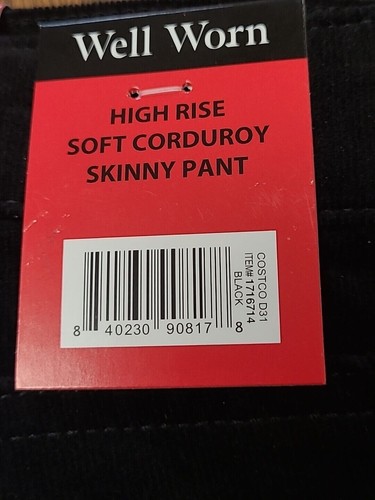 Well Worn
HIGH RISE
SOFT CORDUROY
SKINNY PANT
8 40230 90817 8
COSTCO D31
ITEM# 1716714
BLACK